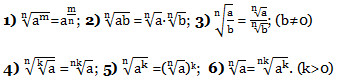 1) ⁿ√aᵐ=a^(m/n); 2) ⁿ√ab=ⁿ√a·ⁿ√b; 3) ⁿ√(a/b)=ⁿ√a/ⁿ√b; (b≠0)
4) ⁿ√(ᵏ√a)=ⁿᵏ√a; 5) ⁿ√aᵏ=(ⁿ√a)ᵏ; 6) ⁿ√a=ⁿᵏ√aᵏ. (k>0)